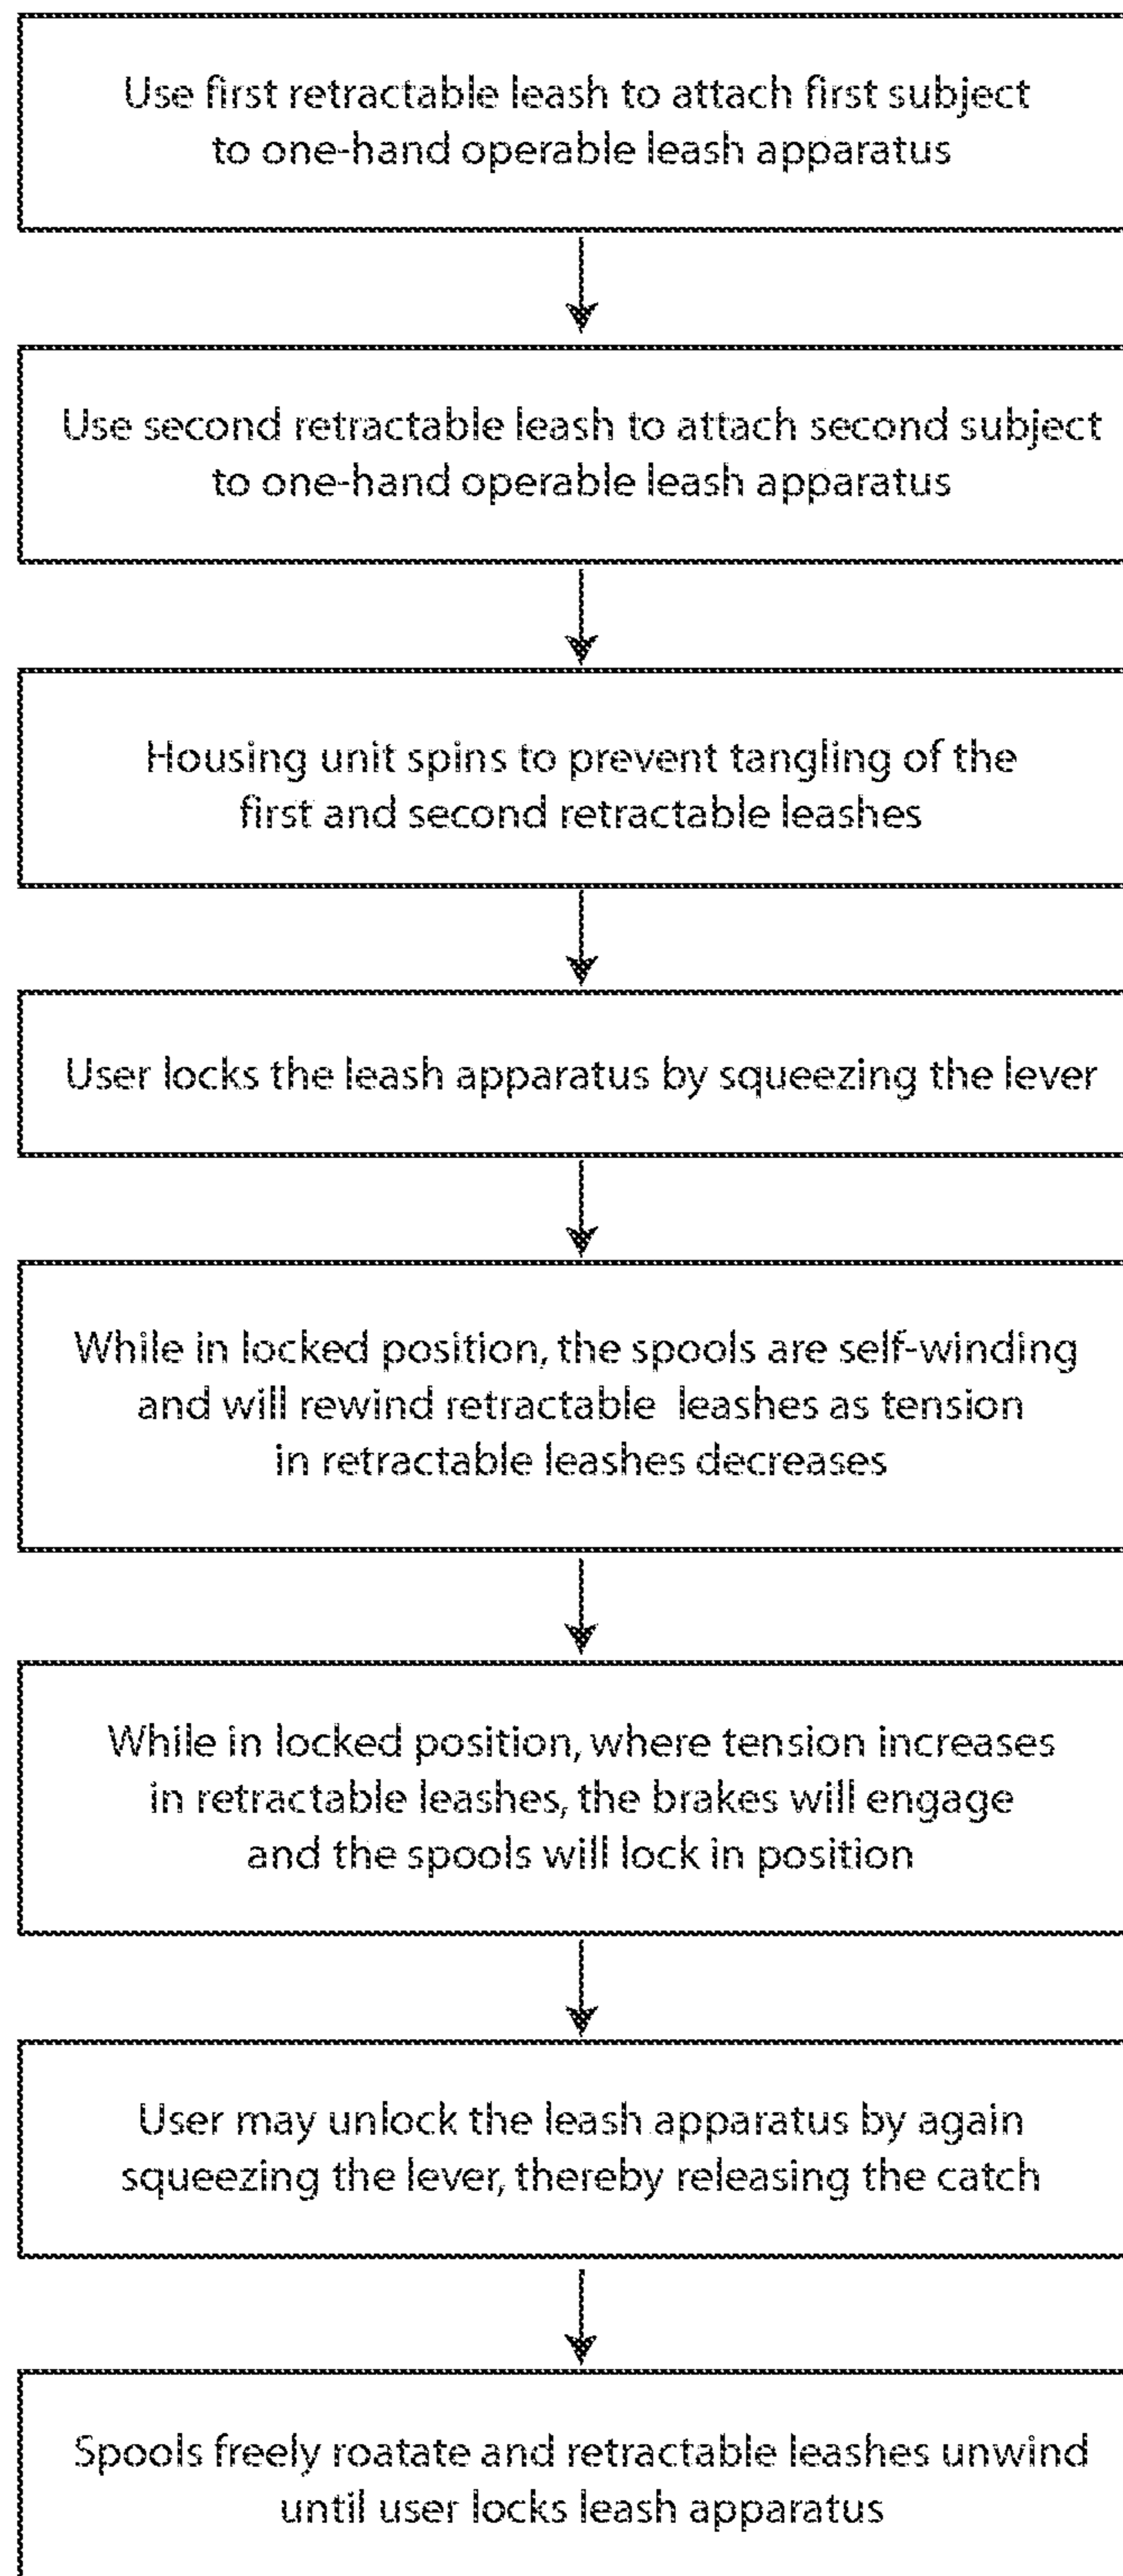 Use first retractable leash to attach first subject
to one-hand operable leash apparatus
Use second retractable leash to attach second subject
to one-hand operable leash apparatus
Housing unit spins to prevent tangling of the
first and second retractable leashes
User locks the leash apparatus by squeezing the lever
While in locked position, the spools are self-winding
and will rewind retractable leashes as tension
in retractable leashes decreases
While in locked position, where tension increases
in retractable leashes, the brakes will engage
and the spools will lock in position
User may unlock the leash apparatus by again
squeezing the lever, thereby releasing the catch
Spools freely roatate and retractable leashes unwind
until user locks leash apparatus